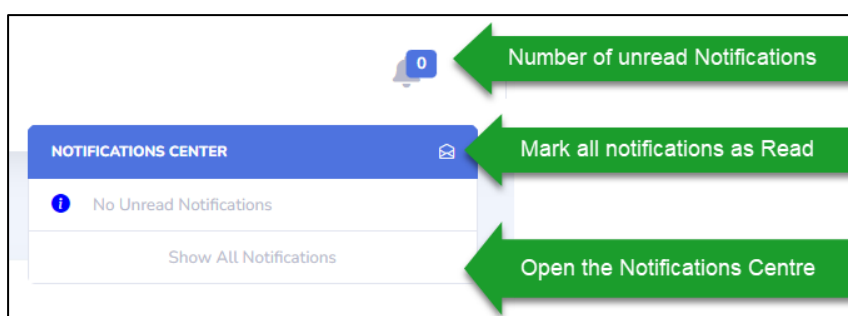 0
Number of unread Notifications
NOTIFICATIONS CENTER
Mark all notifications as Read
i
No Unread Notifications
Show All Notifications
Open the Notifications Centre